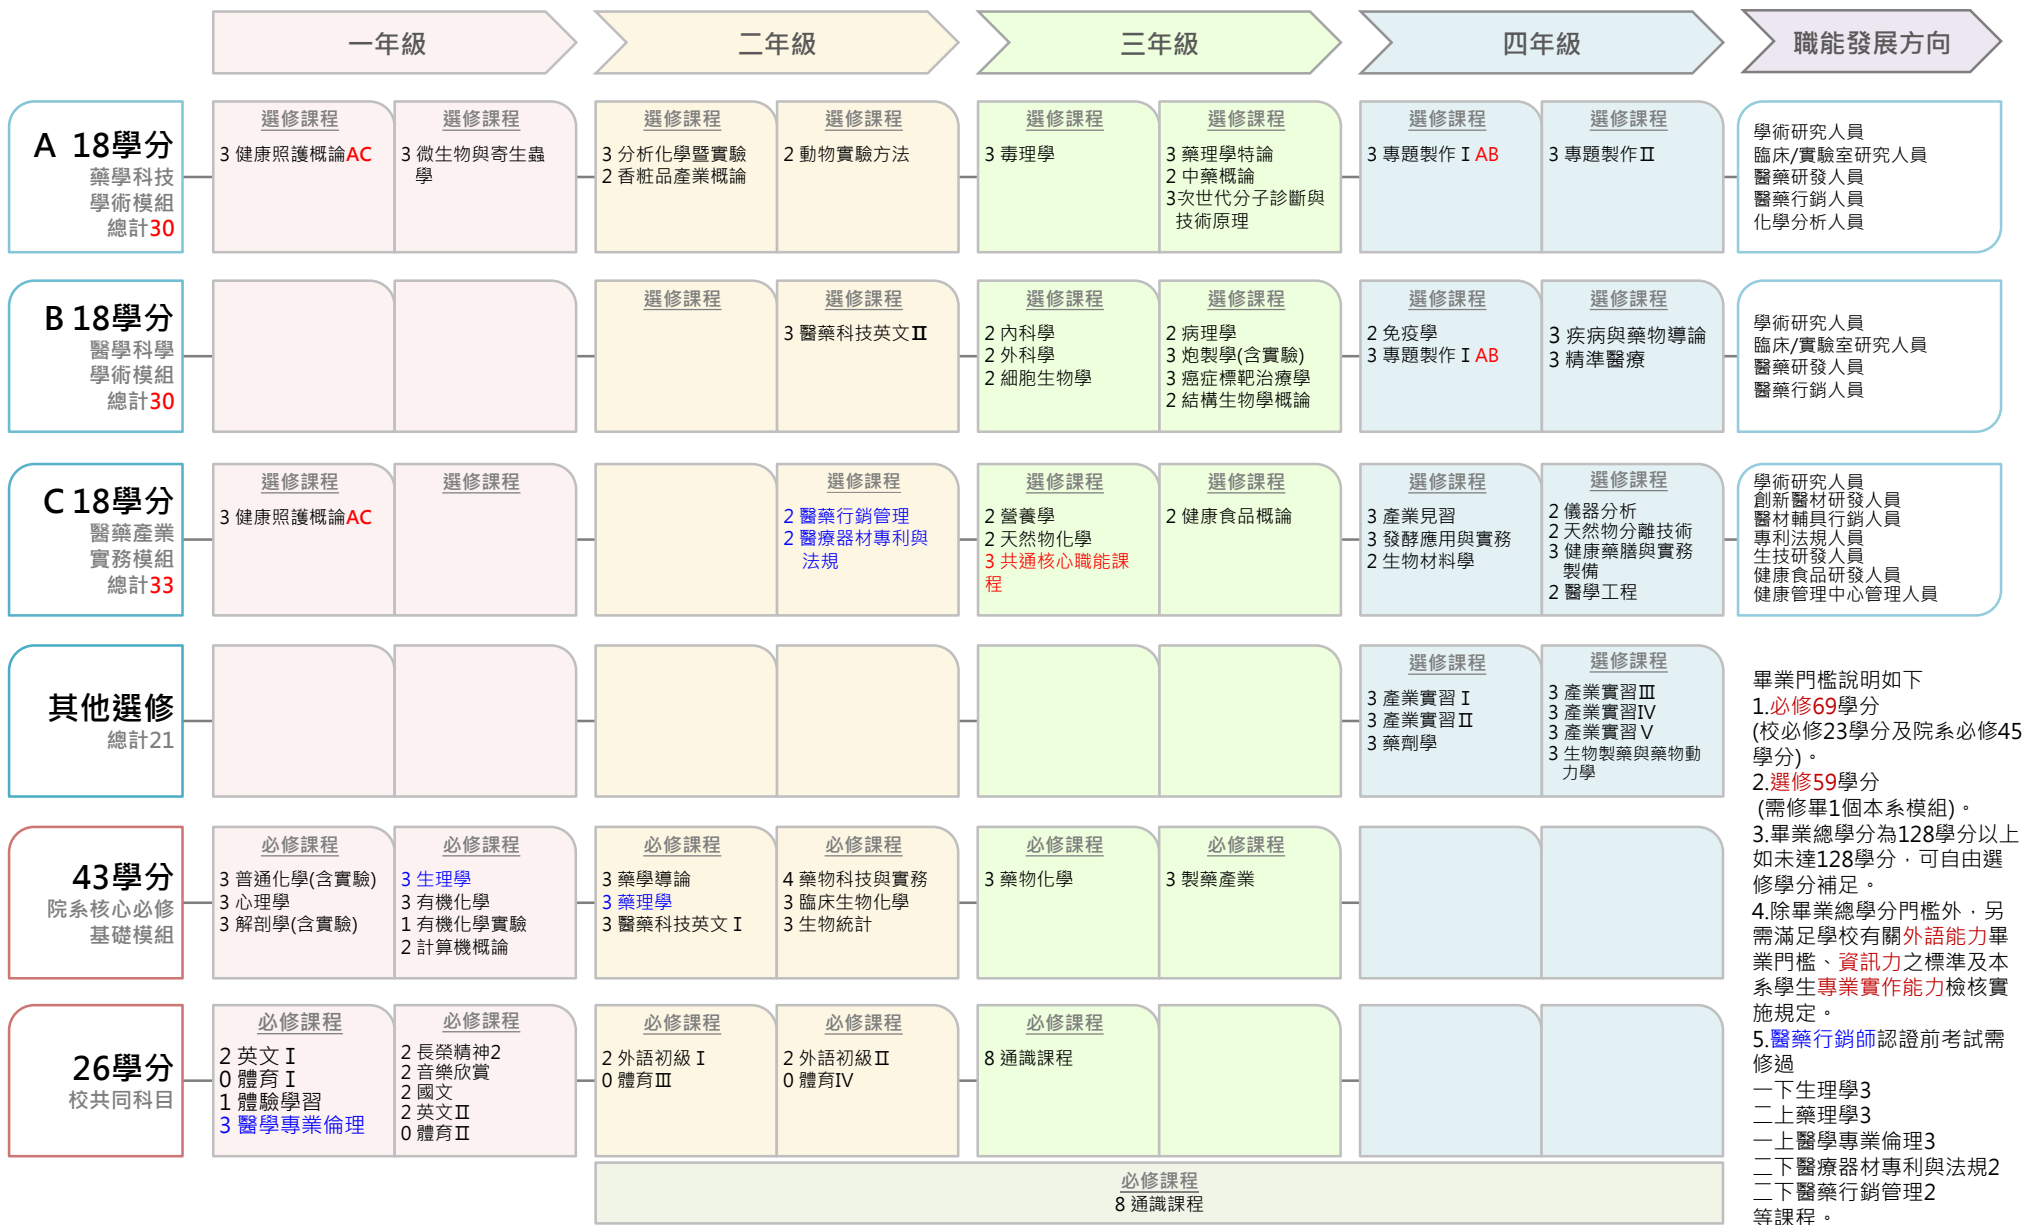 一年級
二年級
三年級
四年級
職能發展方向
A 18學分
藥學科技
學術模組
總計30
選修課程
3 健康照護概論AC
選修課程
3 微生物與寄生蟲
學
選修課程
3 分析化學暨實驗
2 香粧品產業概論
選修課程
2 動物實驗方法
選修課程
3 毒理學
選修課程
3 藥理學特論
2 中藥概論
3次世代分子診斷與
技術原理
選修課程
3 專題製作 I AB
選修課程
3 專題製作Ⅱ
學術研究人員
臨床/實驗室研究人員
醫藥研發人員
醫藥行銷人員
化學分析人員
B 18學分
醫學科學
學術模組
總計30
選修課程
選修課程
3 醫藥科技英文Ⅱ
選修課程
2 內科學
2 外科學
2 細胞生物學
選修課程
2 病理學
3 炮製學(含實驗)
3 癌症標靶治療學
2 結構生物學概論
選修課程
2 免疫學
3 專題製作 I AB
選修課程
3 疾病與藥物導論
3 精準醫療
學術研究人員
臨床/實驗室研究人員
醫藥研發人員
醫藥行銷人員
C 18學分
醫藥產業
實務模組
總計33
選修課程
3 健康照護概論AC
選修課程
選修課程
2 醫藥行銷管理
2 醫療器材專利與
法規
選修課程
2 營養學
2 天然物化學
3 共通核心職能課
程
選修課程
2 健康食品概論
選修課程
3 產業見習
3 發酵應用與實務
2 生物材料學
選修課程
2 儀器分析
2 天然物分離技術
3 健康藥膳與實務
製備
2 醫學工程
學術研究人員
創新醫材研發人員
醫材輔具行銷人員
專利法規人員
生技研發人員
健康食品研發人員
健康管理中心管理人員
其他選修
總計21
選修課程
3 產業實習 I
3 產業實習Ⅱ
3 藥劑學
選修課程
3 產業實習Ⅲ
3 產業實習Ⅳ
3 產業實習Ⅴ
3 生物製藥與藥物動
力學
43學分
院系核心必修
基礎模組
必修課程
3 普通化學(含實驗)
3 心理學
3 解剖學(含實驗)
必修課程
3 生理學
3 有機化學
1 有機化學實驗
2 計算機概論
必修課程
3 藥學導論
3 藥理學
3 醫藥科技英文 I
必修課程
4 藥物科技與實務
3 臨床生物化學
3 生物統計
必修課程
3 藥物化學
必修課程
3 製藥產業
26學分
校共同科目
必修課程
2 英文 I
0 體育 I
1 體驗學習
3 醫學專業倫理
必修課程
2 長榮精神2
2 音樂欣賞
2 國文
2 英文Ⅱ
0 體育Ⅱ
必修課程
2 外語初級 I
0 體育Ⅲ
必修課程
2 外語初級Ⅱ
0 體育Ⅳ
必修課程
8 通識課程
必修課程
8 通識課程
畢業門檻說明如下
1.必修69學分
(校必修23學分及院系必修45
學分)。
2.選修59學分
(需修畢1個本系模組)。
3.畢業總學分為128學分以上
如未達128學分，可自由選
修學分補足。
4.除畢業總學分門檻外，另
需滿足學校有關外語能力畢
業門檻、資訊力之標準及本
系學生專業實作能力檢核實
施規定。
5.醫藥行銷師認證前考試需
修過
一下生理學3
二上藥理學3
一上醫學專業倫理3
二下醫療器材專利與法規2
二下醫藥行銷管理2
等課程。